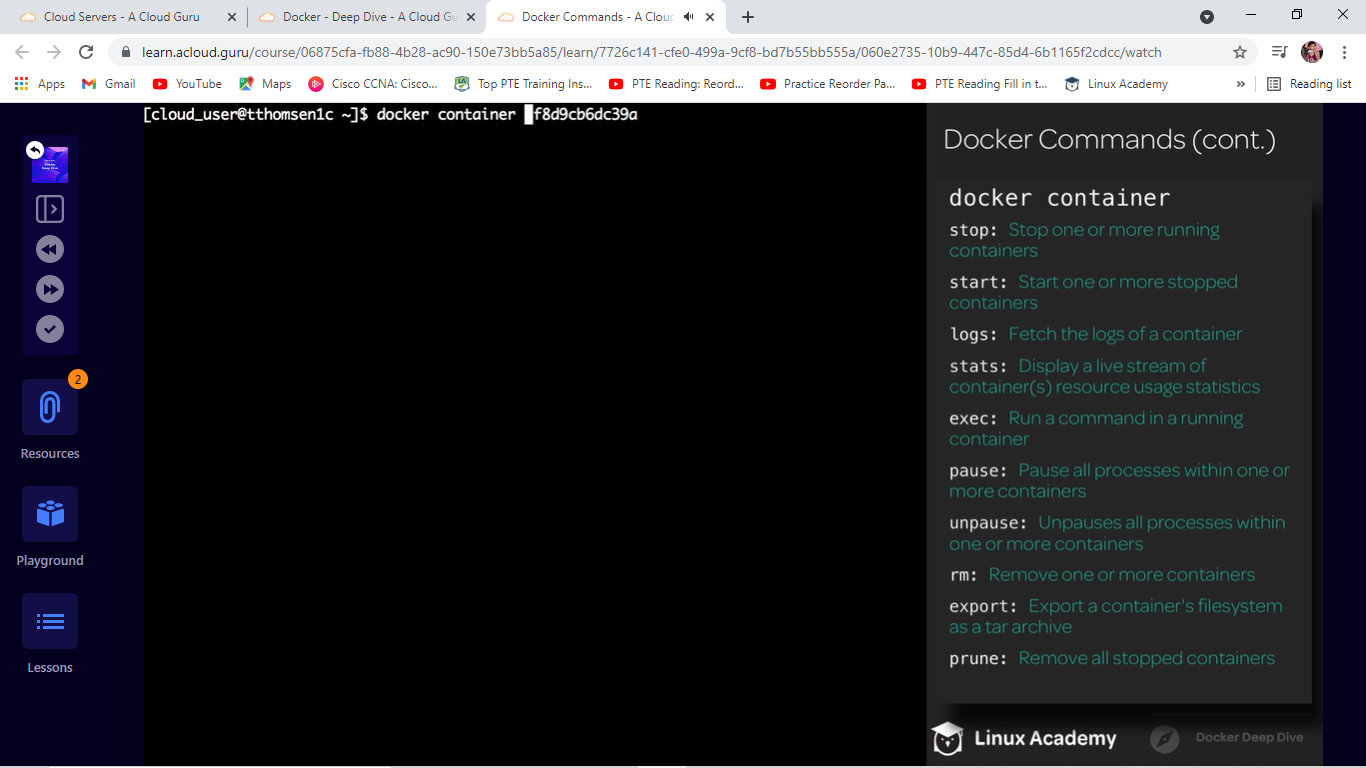 Cloud Servers - A Cloud Guru
Docker - Deep Dive - A Cloud Gu
Docker Commands - A Cloud
learn.acloud.guru/course/06875cfa-fb88-4b28-ac90-150e73bb5a85/learn/7726c141-cfe0-499a-9cf8-bd7b55bb555a/060e2735-10b9-447c-85d4-6b1165f2cdcc/watch
Apps
Gmail
YouTube
Maps
Cisco CCNA: Cisco...
Top PTE Training Ins...
PTE Reading: Reord...
Practice Reorder Pa...
PTE Reading Fill in t...
Linux Academy
»
Reading list
[cloud_user@tthomsen1c ~]$ docker container f8d9cb6dc39a
Docker
Deep Dive
2
Resources
Playground
Lessons
Docker Commands (cont.)
docker container
stop: Stop one or more running
containers
start: Start one or more stopped
containers
logs: Fetch the logs of a container
stats: Display a live stream of
container(s) resource usage statistics
exec: Run a command in a running
container
pause: Pause all processes within one or
more containers
unpause: Unpauses all processes within
one or more containers
rm: Remove one or more containers
export: Export a container's filesystem
as a tar archive
prune: Remove all stopped containers
Linux Academy
Docker Deep Dive